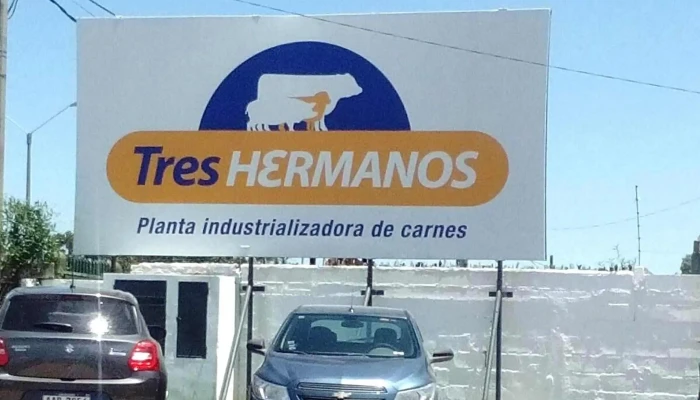 Tres HERMANOS
Planta industrializadora de carnes